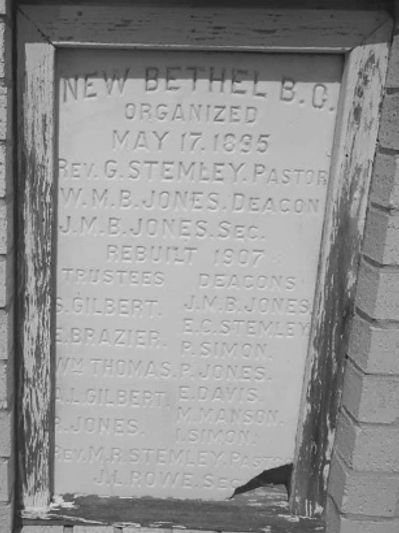 NEW BETHEL B.C.
ORGANIZED
MAY 17. 1895
REV. G. STEMLEY. PASTOR
W.M.B. JONES. DEACON
J.M.B. JONES. SEC.
REBUILT 1907
TRUSTEES
S. GILBERT.
E. BRAZIER.
WM THOMAS.
A.L. GILBERT.
R. JONES.
DEACONS
J.M.B. JONES
E.C. STEMLEY
P. SIMON.
P. JONES.
E. DAVIS.
M. MANSON.
I. SIMON.
REV. M.R. STEMLEY. PASTOR
J.L. ROWE. SEC